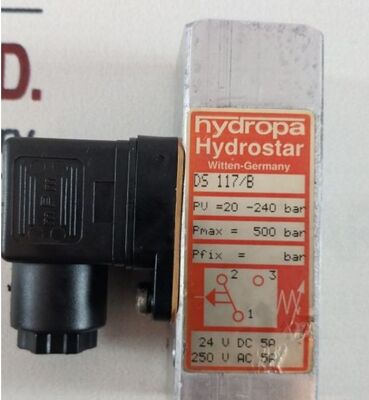 D.
hydropa
Hydrostar
Witten-Germany
DS 117/B
PV =20 -240 bar
Pmax = 500 bar
Pfix = bar
2 3
1
24 V DC 5A
250 V AC 5A
mPm